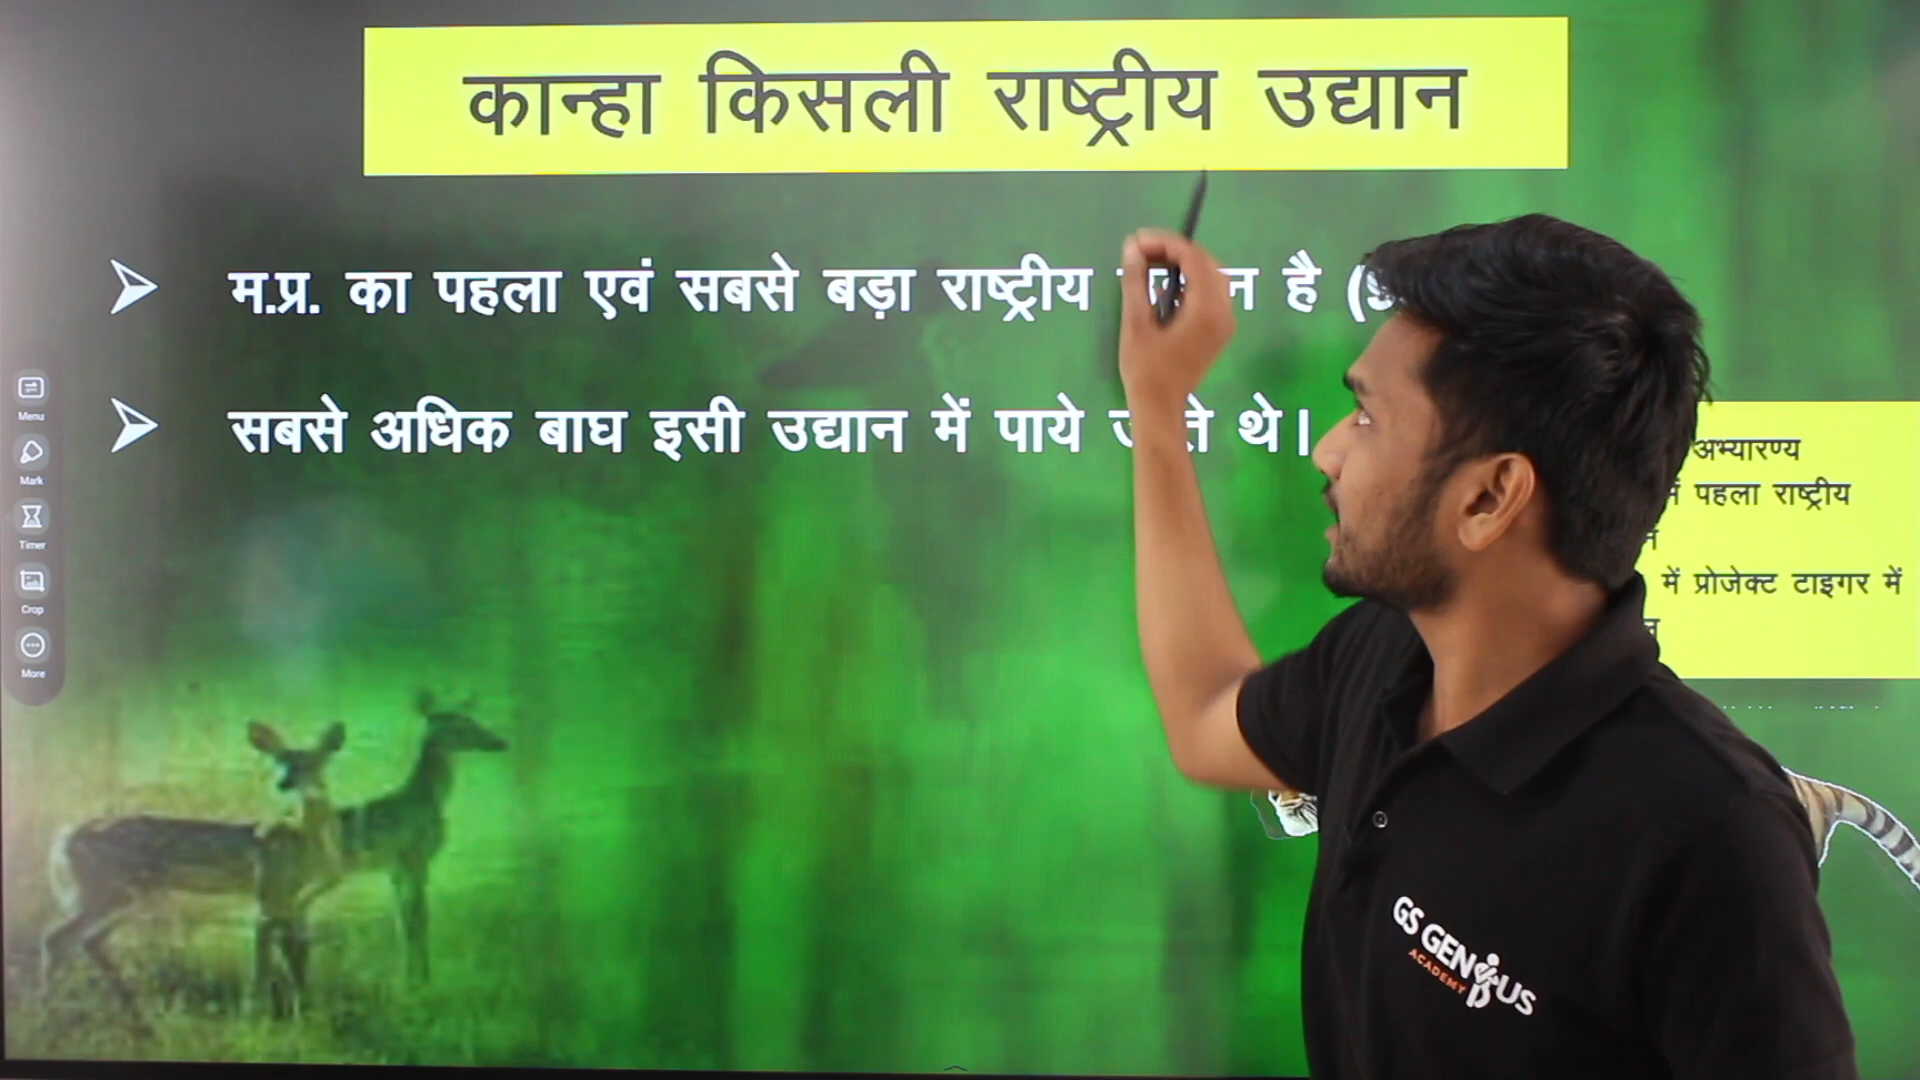 कान्हा किसली राष्ट्रीय उद्यान
म.प्र. का पहला एवं सबसे बड़ा राष्ट्रीय है (9
सबसे अधिक बाघ इसी उद्यान में पाये थे।
अभ्यारण्य
में पहला राष्ट्रीय
में प्रोजेक्ट टाइगर में
Menu
Mark
Timer
Crop
More
GS GENIUS
ACADEMY